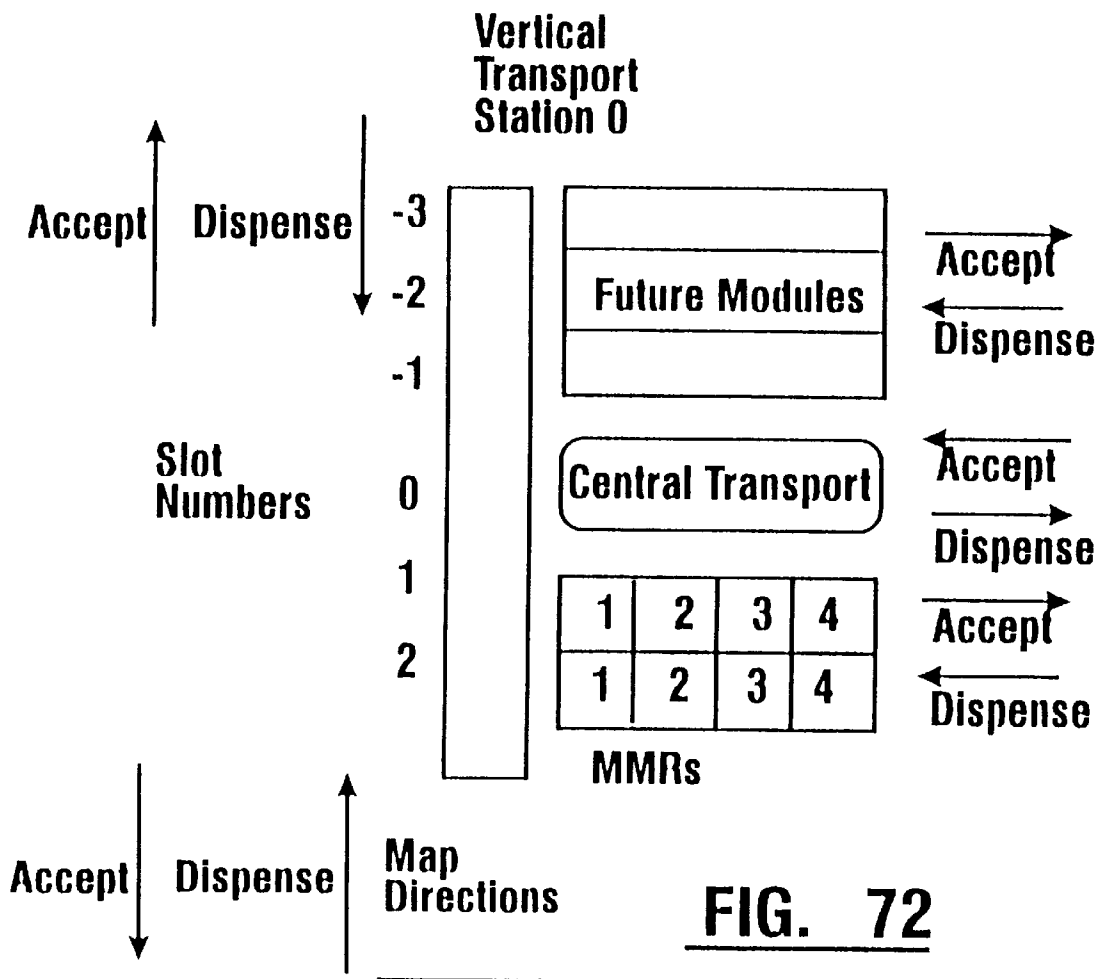 Vertical
Transport
Station 0
Accept
Dispense
-3
-2
-1
0
1
2
Slot
Numbers
Future Modules
Accept
Dispense
Central Transport
Accept
Dispense
1 2 3 4
1 2 3 4
MMRs
Accept
Dispense
Accept
Dispense
Map
Directions
FIG. 72